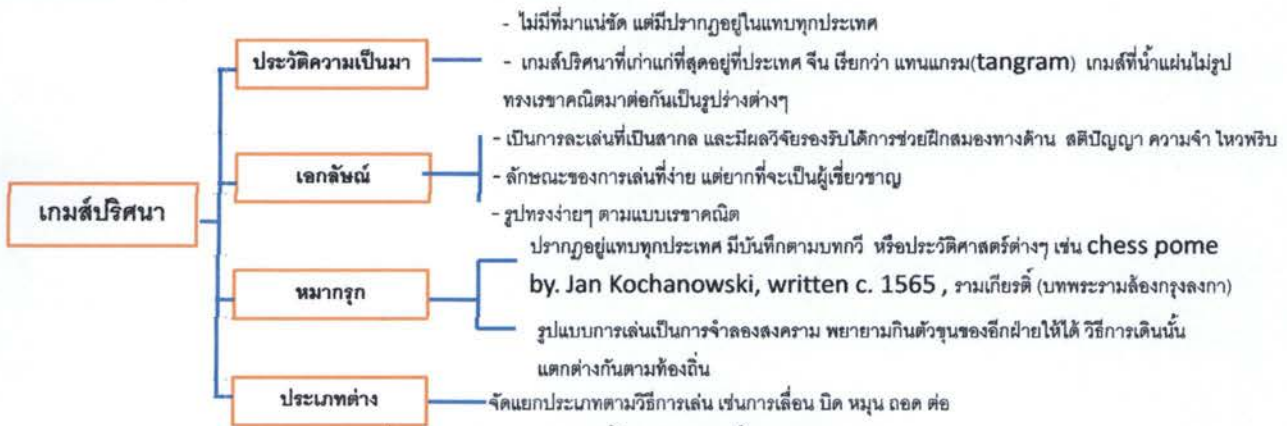 เกมส์ปริศนา
ประวัติความเป็นมา
- ไม่มีที่มาแน่ชัด แต่มีปรากฏอยู่ในแทบทุกประเทศ
- เกมส์ปริศนาที่เก่าแก่ที่สุดอยู่ที่ประเทศ จีน เรียกว่า แทนแกรม(tangram) เกมส์ที่น้ำแผ่นไม่รูป
ทรงเรขาคณิตมาต่อกันเป็นรูปร่างต่างๆ
เอกลัษณ์
- เป็นการละเล่นที่เป็นสากล และมีผลวิจัยรองรับได้การช่วยฝึกสมองทางด้าน สติปัญญา ความจำ ไหวพริบ
- ลักษณะของการเล่นที่ง่าย แต่ยากที่จะเป็นผู้เชี่ยวชาญ
- รูปทรงง่ายๆ ตามแบบเรขาคณิต
หมากรุก
ปรากฏอยู่แทบทุกประเทศ มีบันทึกตามบทกวี หรือประวัติศาสตร์ต่างๆ เช่น chess pome
by. Jan Kochanowski, written c. 1565 , รามเกียรติ์ (บทพระรามล้องกรุงลงกา)
รูปแบบการเล่นเป็นการจำลองสงคราม พยายามกินตัวขุนของอีกฝ่ายให้ได้ วิธีการเดินนั้น
แตกต่างกันตามท้องถิ่น
ประเภทต่าง
จัดแยกประเภทตามวิธีการเล่น เช่นการเลื่อน บิด หมุน ถอด ต่อ